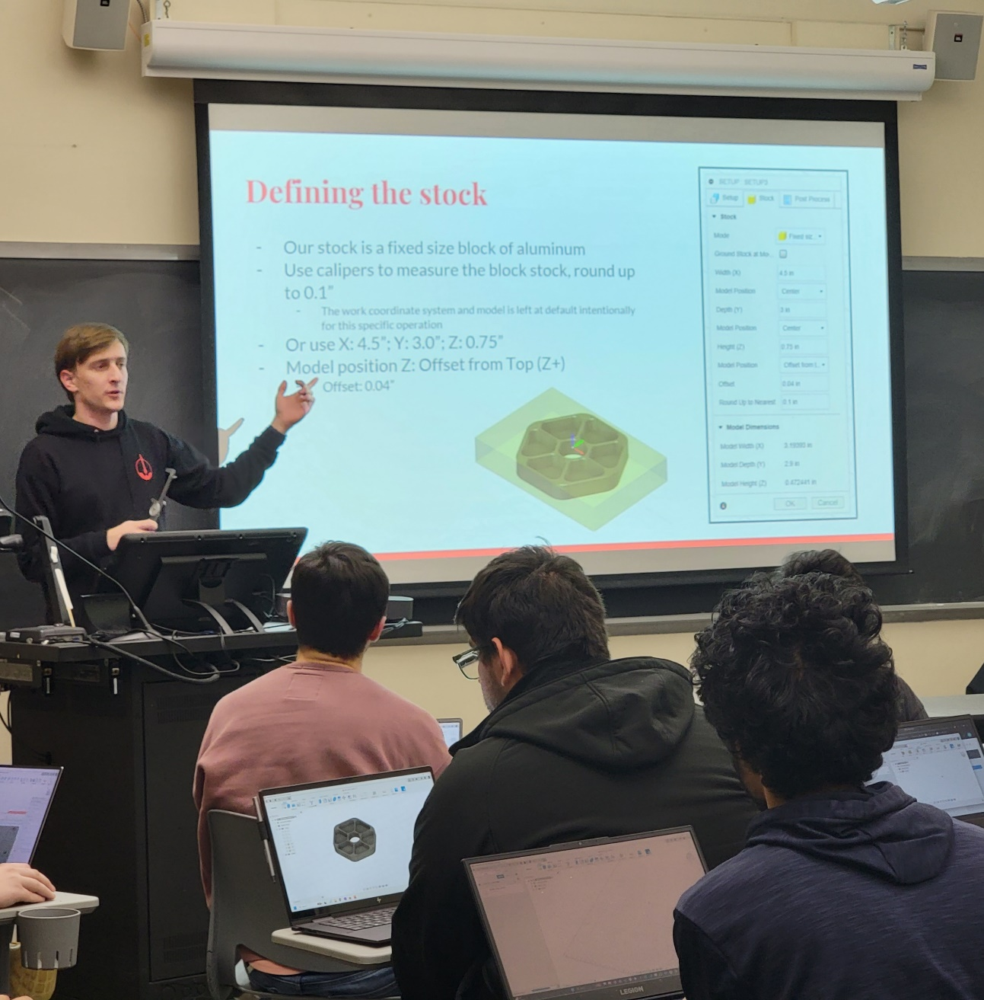 Defining the stock
- Our stock is a fixed size block of aluminum
- Use calipers to measure the block stock, round up
to 0.1"
- The work coordinate system and model is left at default intentionally
for this specific operation
- Or use X: 4.5"; Y: 3.0"; Z: 0.75"
- Model position Z: Offset from Top (Z+)
Offset: 0.04"
SETUP : SETUP3
Setup Stock Post Process
Stock
Mode Fixed siz...
Ground Stock at Mo...
Width (X) 4.5 in
Model Position Center
Depth (Y) 3 in
Model Position Center
Height (Z) 0.75 in
Model Position Offset from t...
Offset 0.04 in
Round Up to Nearest 0.1 in
Model Dimensions
Model Width (X)
Model Depth (Y) 2.9 in
Model Height (Z) 0.472441 in
OK Cancel
hp
LEGION